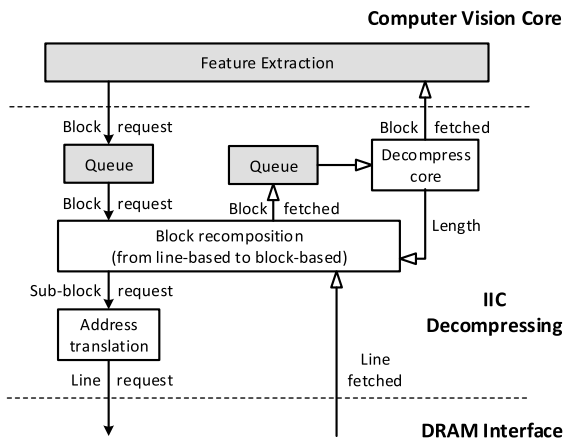 Computer Vision Core
Feature Extraction
Block request
Block fetched
Queue
Queue
Decompress
core
Block request
Block fetched
Length
Block recomposition
(from line-based to block-based)
Sub-block request
IIC
Decompressing
Address
translation
Line
fetched
Line request
DRAM Interface